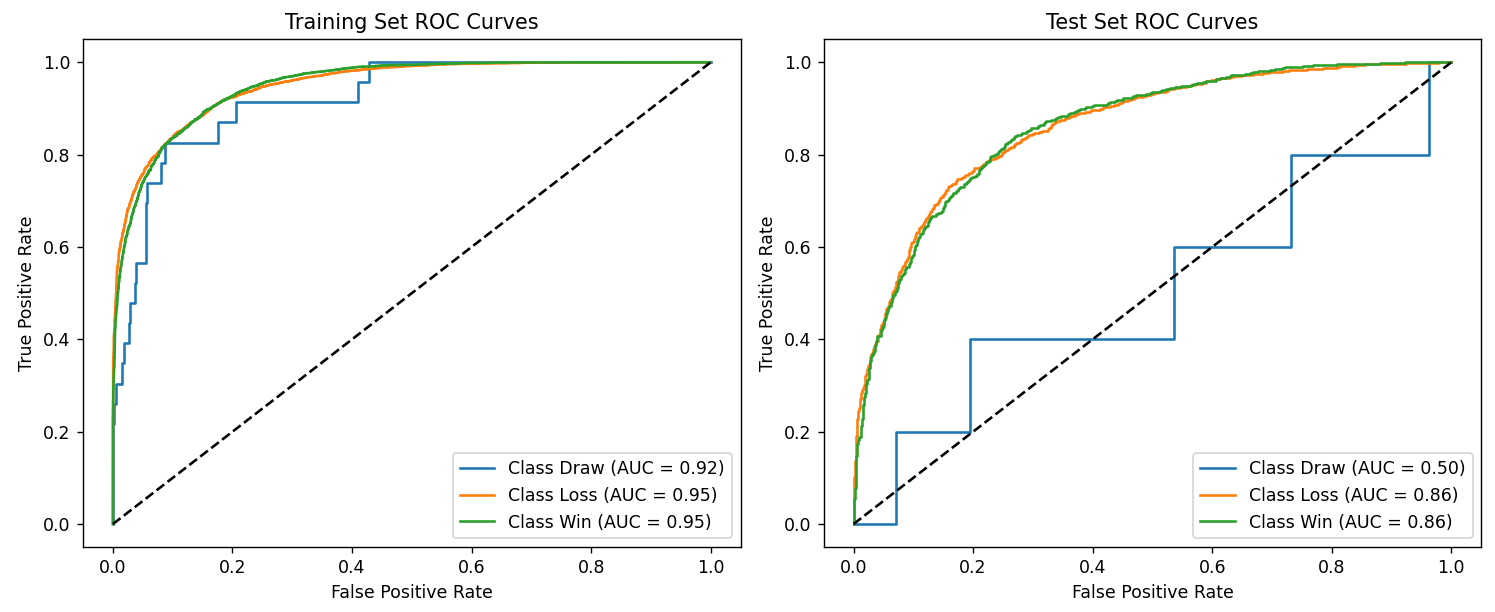 Training Set ROC Curves
1.0
0.8
0.6
0.4
0.2
0.0
True Positive Rate
0.0 0.2 0.4 0.6 0.8 1.0
False Positive Rate
Class Draw (AUC = 0.92)
Class Loss (AUC = 0.95)
Class Win (AUC = 0.95)
Test Set ROC Curves
1.0
0.8
0.6
0.4
0.2
0.0
True Positive Rate
0.0 0.2 0.4 0.6 0.8 1.0
False Positive Rate
Class Draw (AUC = 0.50)
Class Loss (AUC = 0.86)
Class Win (AUC = 0.86)